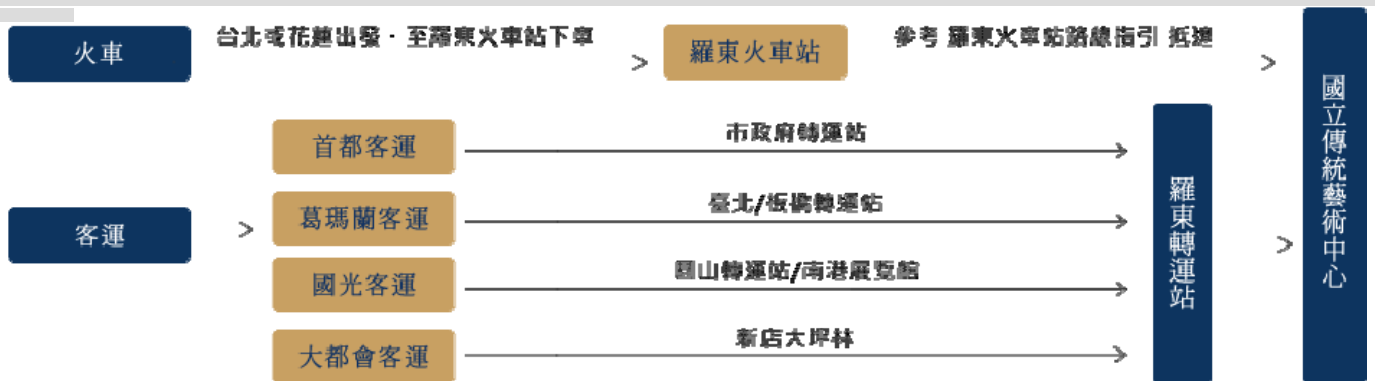 火車
台北或花蓮出發·至羅東火車站下車
>
羅東火車站
參考 羅東火車站路線指引 抵達
>
國立傳統藝術中心
客運
>
首都客運
市政府轉運站
葛瑪蘭客運
臺北/板橋轉運站
國光客運
圓山轉運站/南港展覽館
大都會客運
新店大坪林
羅東轉運站
>